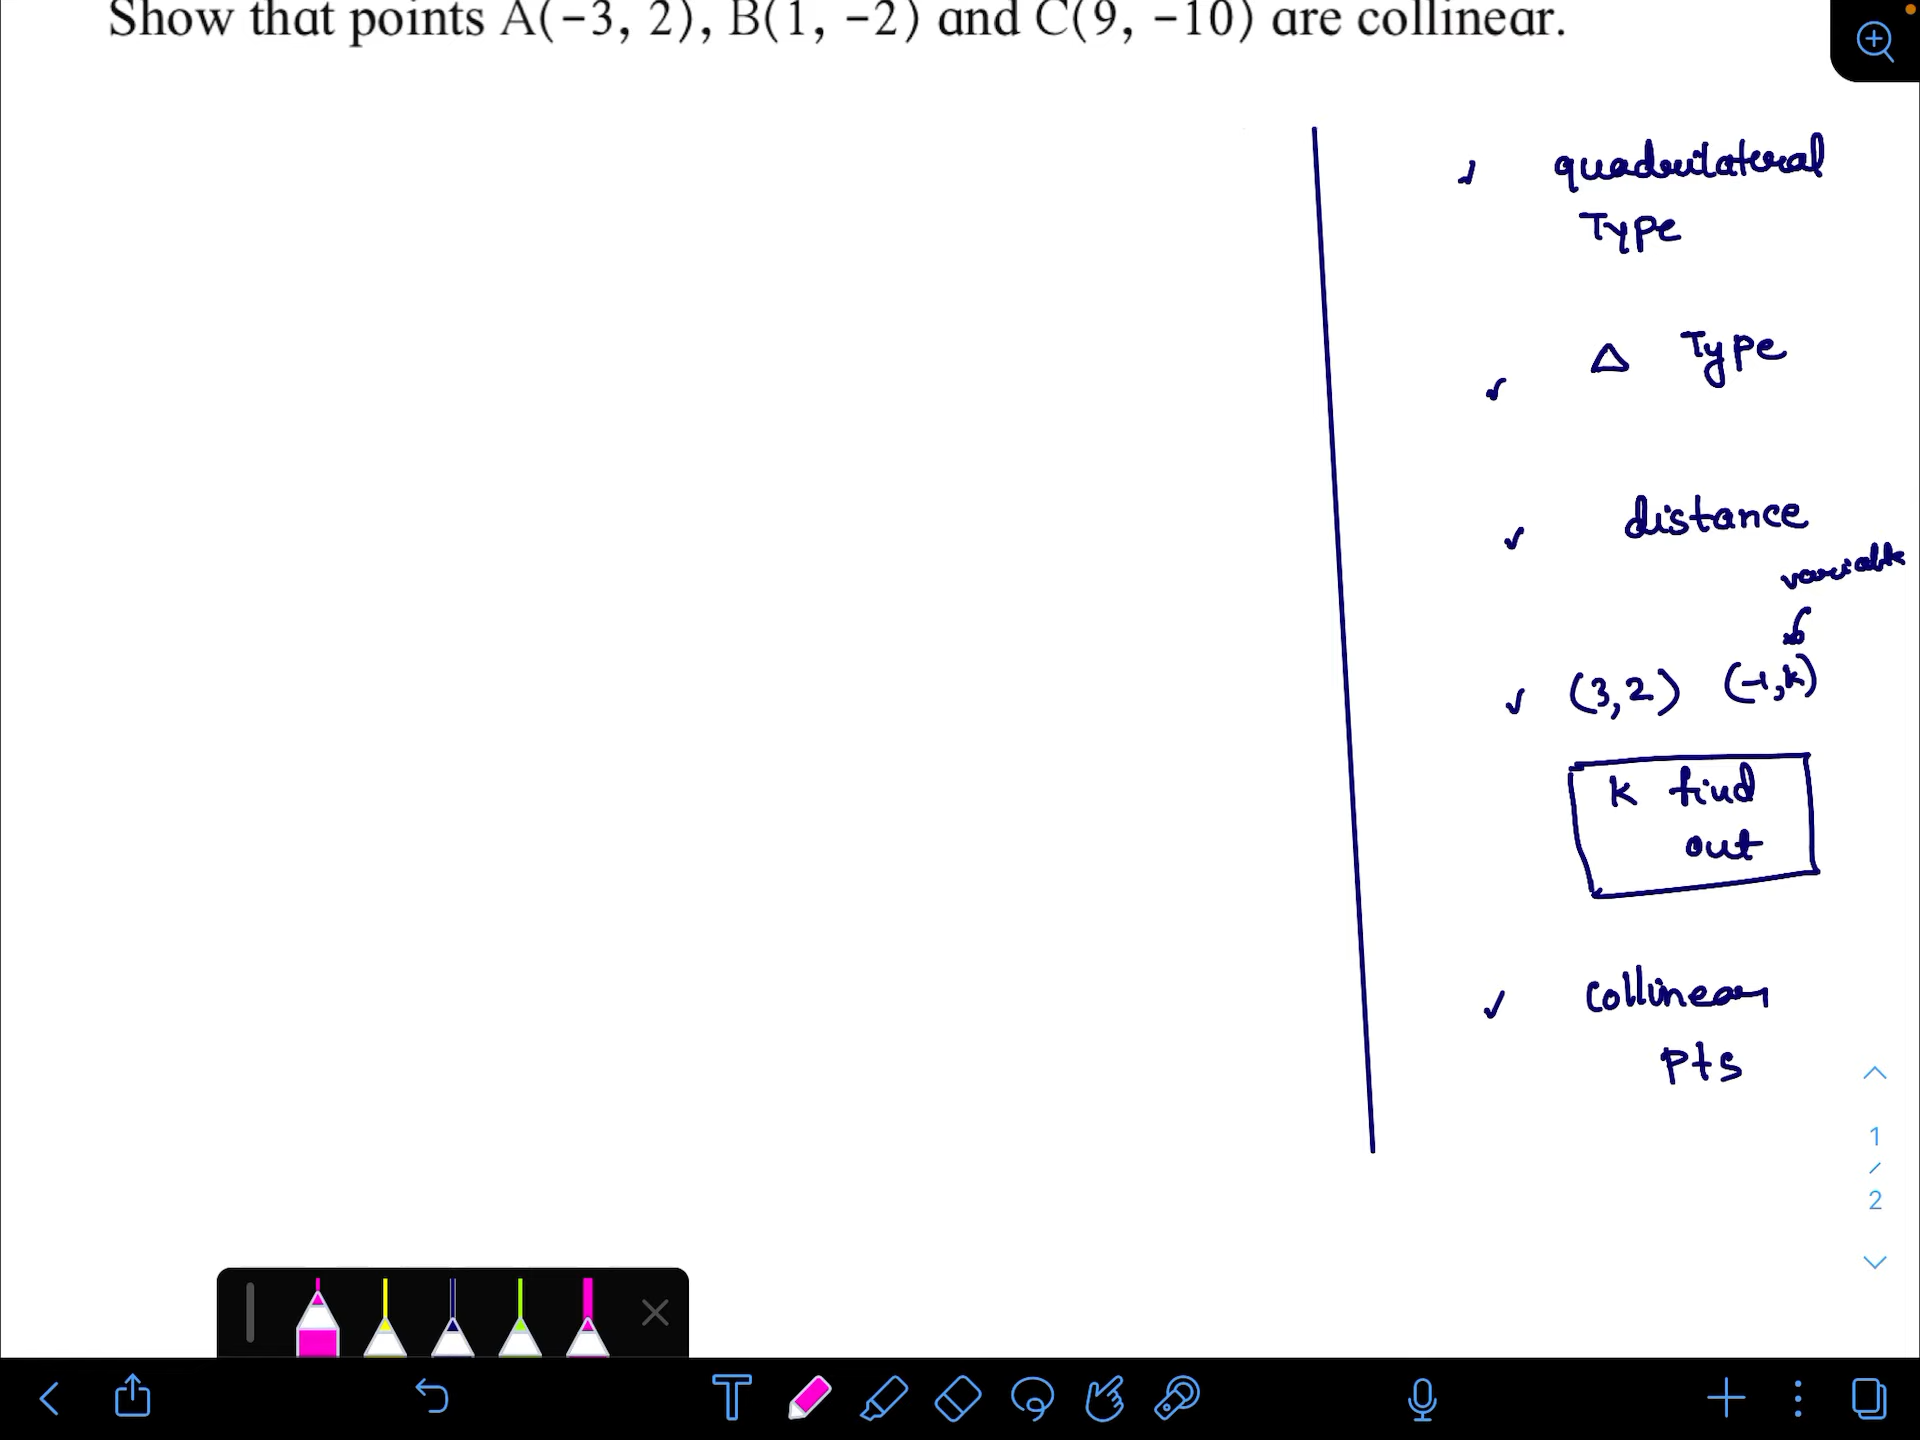 Show that points A(−3, 2), B(1, −2) and C(9, −10) are collinear.
quadrilateral
Type
△ Type
distance
variable
(3,2) (-1,k)
k find
out
collinear
pts
1
/
2
T